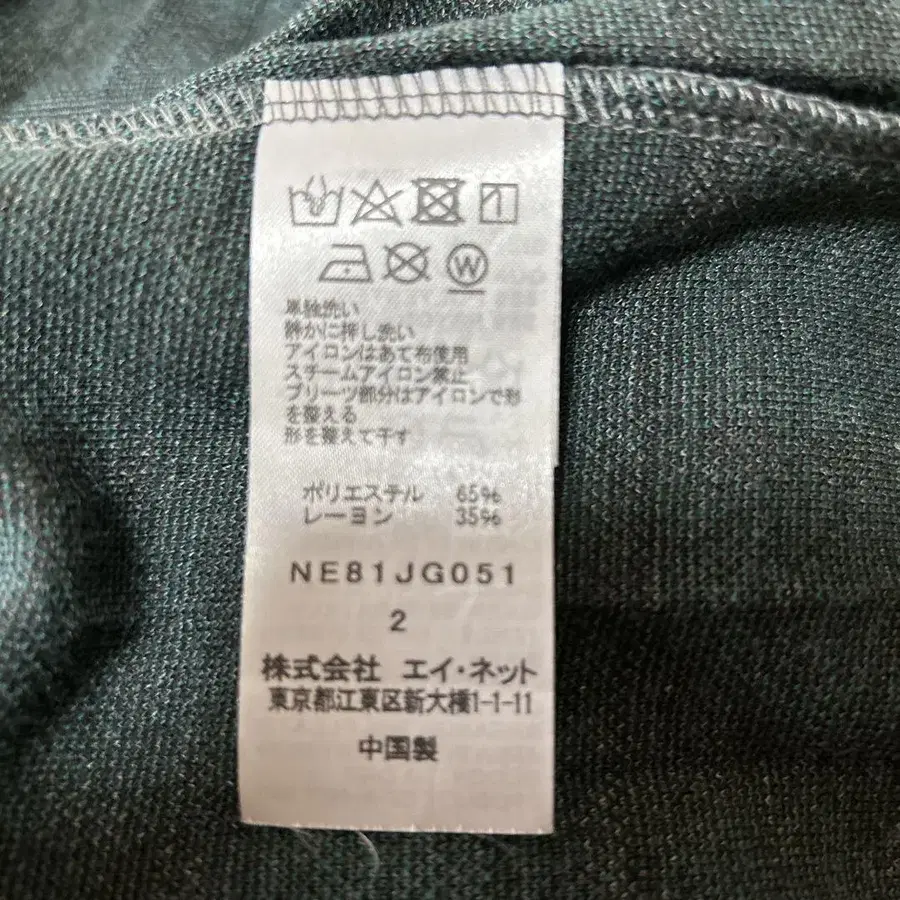 W
単独洗い
静かに押し洗い
アイロンはあて布使用
スチームアイロン禁止
プリーツ部分はアイロンで形
を整える
形を整えて干す
ポリエステル 65%
レーヨン 35%
NE81JG051
2
株式会社 エイ・ネット
東京都江東区新大橋1-1-11
中国製